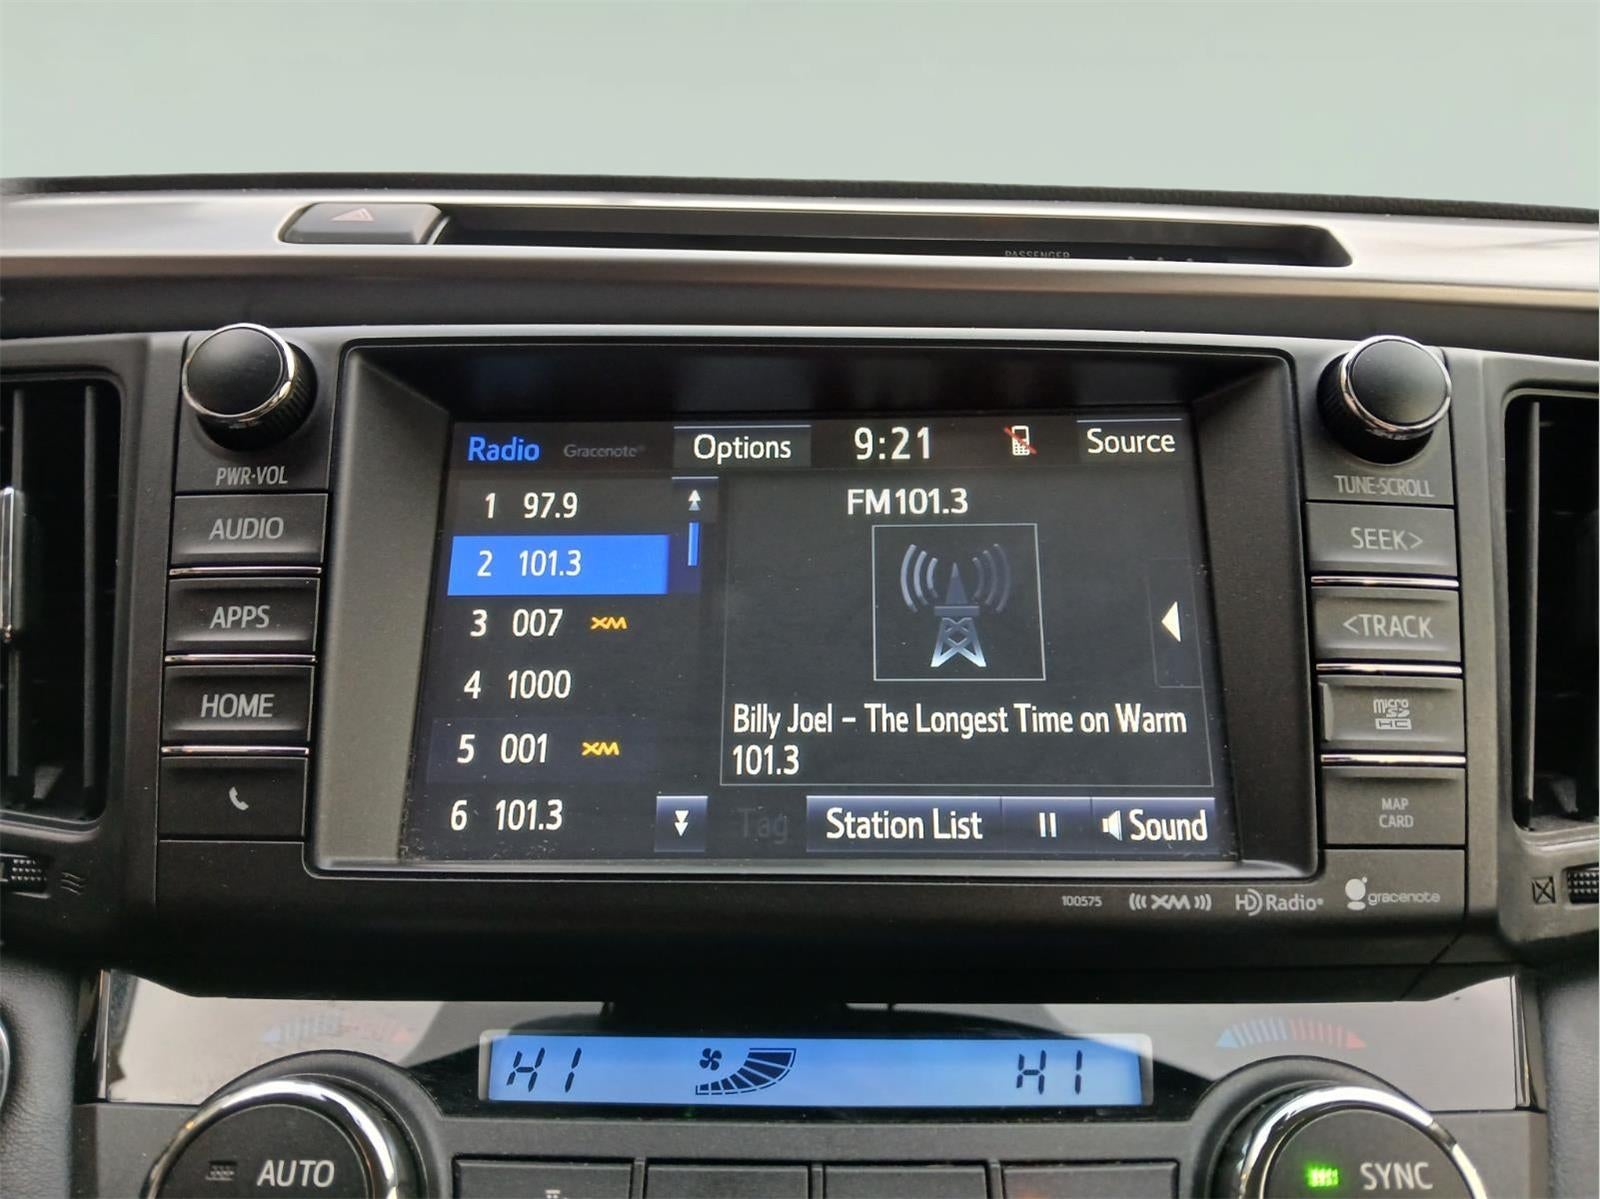 PASSENGER
PWR·VOL
AUDIO
APPS
HOME
Radio Gracenote® Options 9:21 Source
1 97.9
2 101.3
3 007 XM
4 1000
5 001 XM
6 101.3
FM101.3
Billy Joel - The Longest Time on Warm
101.3
Tag Station List Sound
TUNE·SCROLL
SEEK>
<TRACK
micro
SD
HC
MAP
CARD
100575 ((( XM ))) HD Radio® gracenote
HI HI
AUTO SYNC